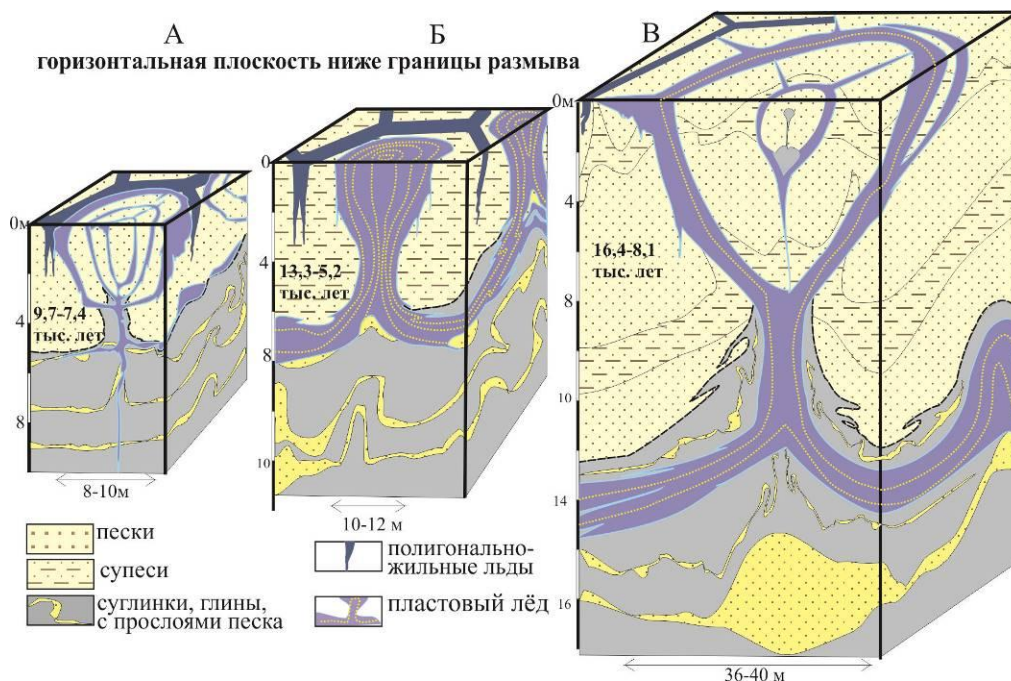 А
Б
В
горизонтальная плоскость ниже границы размыва
0м
4
8
9,7-7,4
тыс. лет
8-10м
0
4
8
10
13,3-5,2
тыс. лет
10-12 м
0м
4
8
10
14
16
16,4-8,1
тыс. лет
36-40 м
пески
супеси
суглинки, глины,
с прослоями песка
полигонально-
жильные льды
пластовый лёд